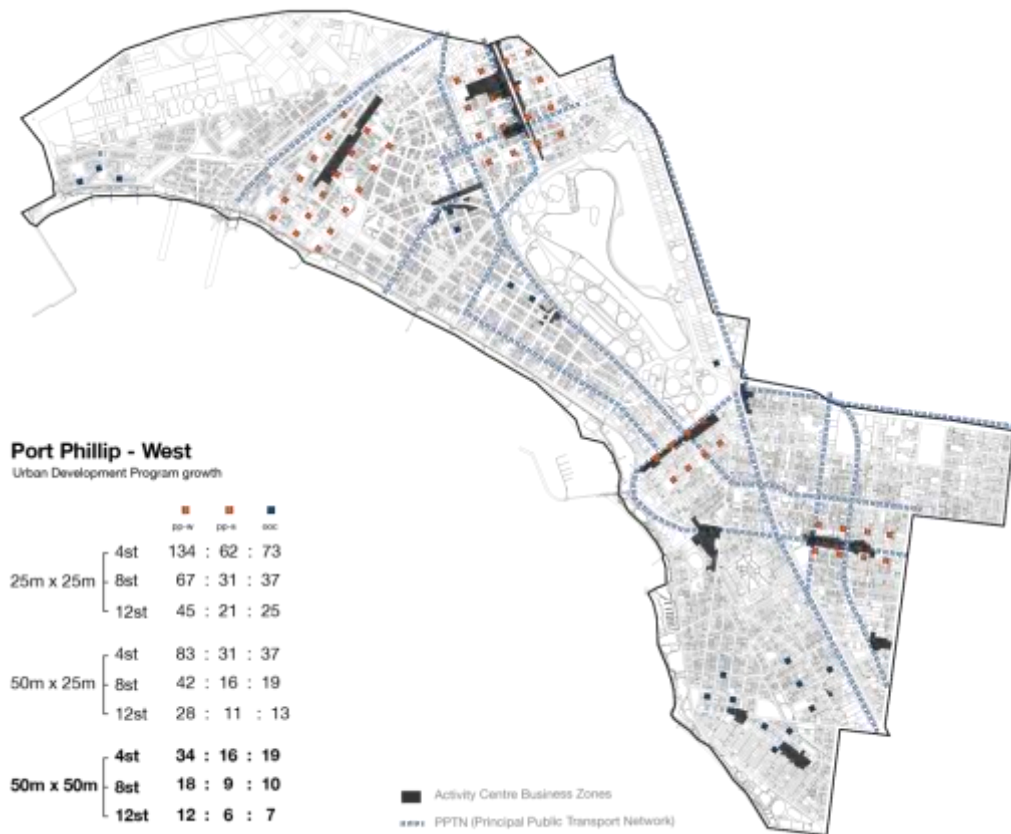 Port Phillip - West
Urban Development Program growth
pp-w pp-s ooc
4st 134 : 62 : 73
25m x 25m 8st 67 : 31 : 37
12st 45 : 21 : 25
4st 83 : 31 : 37
50m x 25m 8st 42 : 16 : 19
12st 28 : 11 : 13
4st 34 : 16 : 19
50m x 50m 8st 18 : 9 : 10
12st 12 : 6 : 7
Activity Centre Business Zones
PPTN (Principal Public Transport Network)